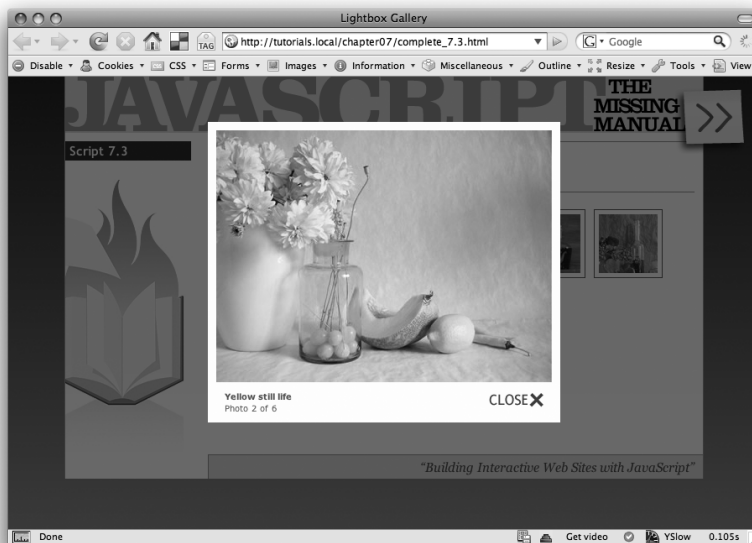 Lightbox Gallery
TAG http://tutorials.local/chapter07/complete_7.3.html G Google
Disable Cookies CSS Forms Images Information Miscellaneous Outline Resize Tools View
JAVASCRIPT
THE
MISSING
MANUAL
Script 7.3
Yellow still life
Photo 2 of 6
CLOSE
“Building Interactive Web Sites with JavaScript”
Done Get video YSlow 0.105s